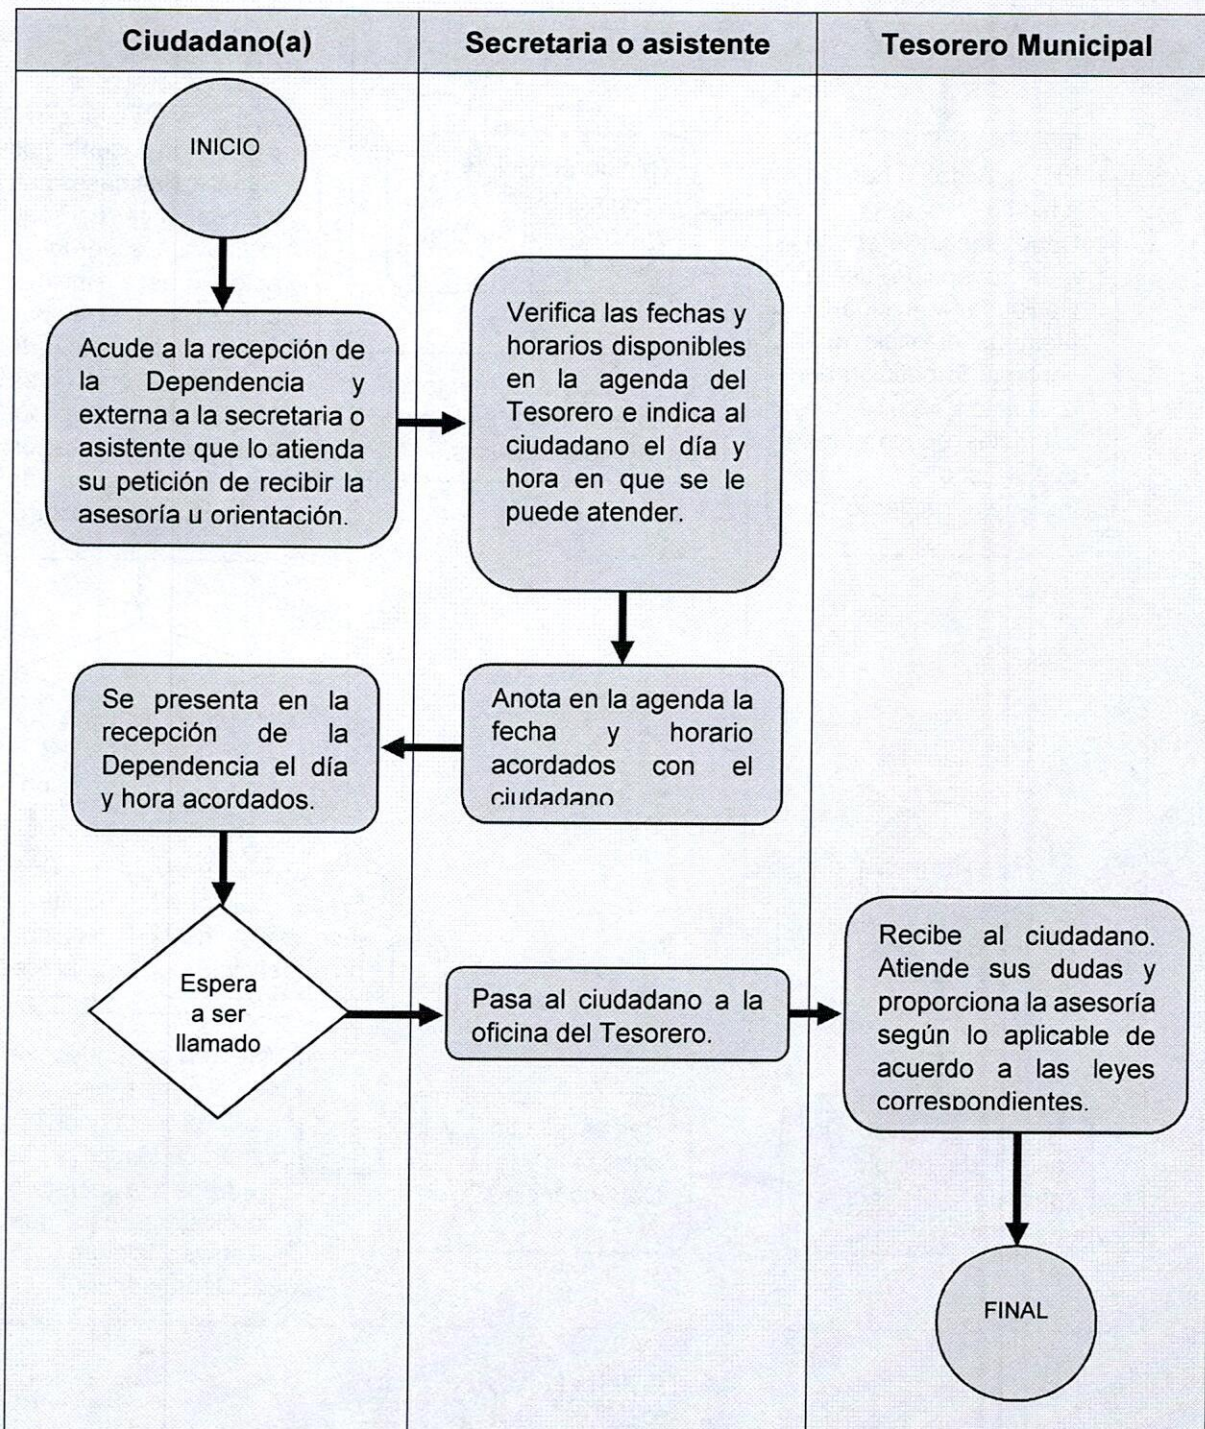 Ciudadano(a)
Secretaria o asistente
Tesorero Municipal
INICIO
Acude a la recepción de
la Dependencia y
externa a la secretaria o
asistente que lo atienda
su petición de recibir la
asesoría u orientación.
Verifica las fechas y
horarios disponibles
en la agenda del
Tesorero e indica al
ciudadano el día y
hora en que se le
puede atender.
Anota en la agenda la
fecha y horario
acordados con el
ciudadano
Se presenta en la
recepción de la
Dependencia el día
y hora acordados.
Espera
a ser
llamado
Pasa al ciudadano a la
oficina del Tesorero.
Recibe al ciudadano.
Atiende sus dudas y
proporciona la asesoría
según lo aplicable de
acuerdo a las leyes
correspondientes.
FINAL